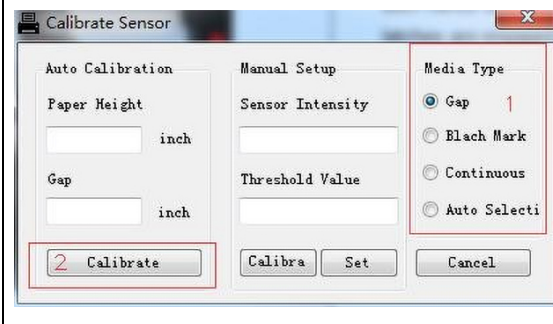 Calibrate Sensor
Auto Calibration
Paper Height
inch
Gap
inch
2 Calibrate
Manual Setup
Sensor Intensity
Threshold Value
Calibra
Set
Media Type
Gap 1
Blach Mark
Continuous
Auto Selecti
Cancel